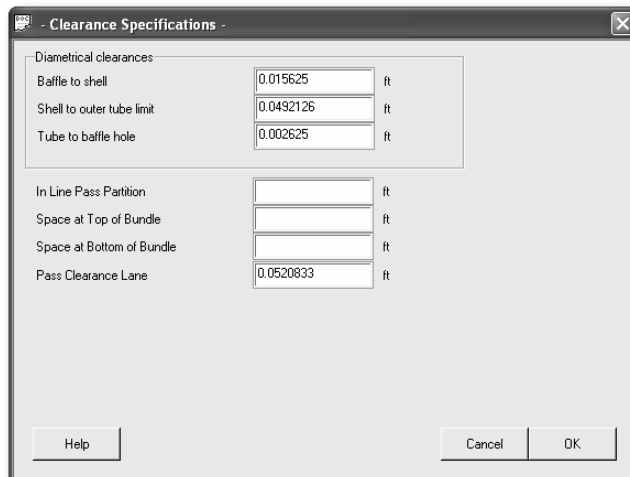 - Clearance Specifications -
Diametrical clearances
Baffle to shell 0.015625 ft
Shell to outer tube limit 0.0492126 ft
Tube to baffle hole 0.002625 ft
In Line Pass Partition ft
Space at Top of Bundle ft
Space at Bottom of Bundle ft
Pass Clearance Lane 0.0520833 ft
Help Cancel OK